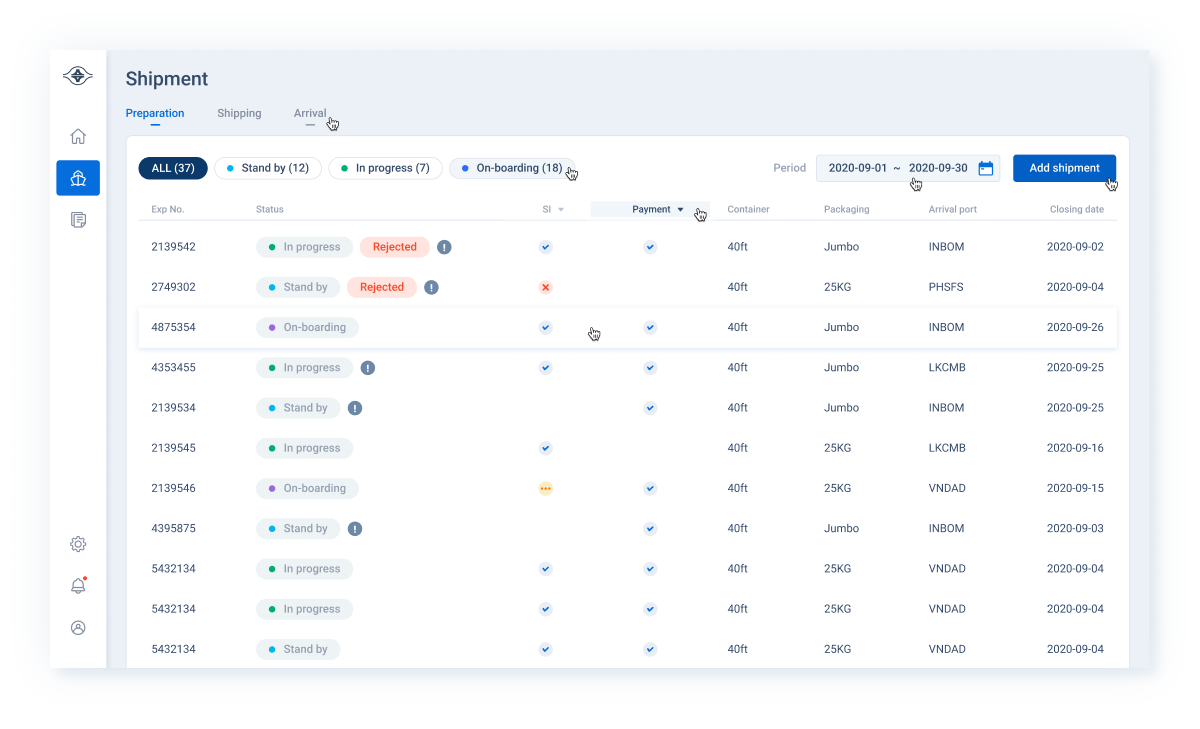 Shipment
Preparation Shipping Arrival
ALL (37) Stand by (12) In progress (7) On-boarding (18) Period 2020-09-01 ~ 2020-09-30 Add shipment
Exp No. Status SI Payment Container Packaging Arrival port Closing date
2139542 In progress Rejected ! 40ft Jumbo INBOM 2020-09-02
2749302 Stand by Rejected ! 40ft 25KG PHSFS 2020-09-04
4875354 On-boarding 40ft Jumbo INBOM 2020-09-26
4353455 In progress ! 40ft Jumbo LKCMB 2020-09-25
2139534 Stand by ! 40ft Jumbo INBOM 2020-09-25
2139545 In progress 40ft 25KG LKCMB 2020-09-16
2139546 On-boarding 40ft 25KG VNDAD 2020-09-15
4395875 Stand by ! 40ft Jumbo INBOM 2020-09-03
5432134 In progress 40ft 25KG VNDAD 2020-09-04
5432134 In progress 40ft 25KG VNDAD 2020-09-04
5432134 Stand by 40ft 25KG VNDAD 2020-09-04